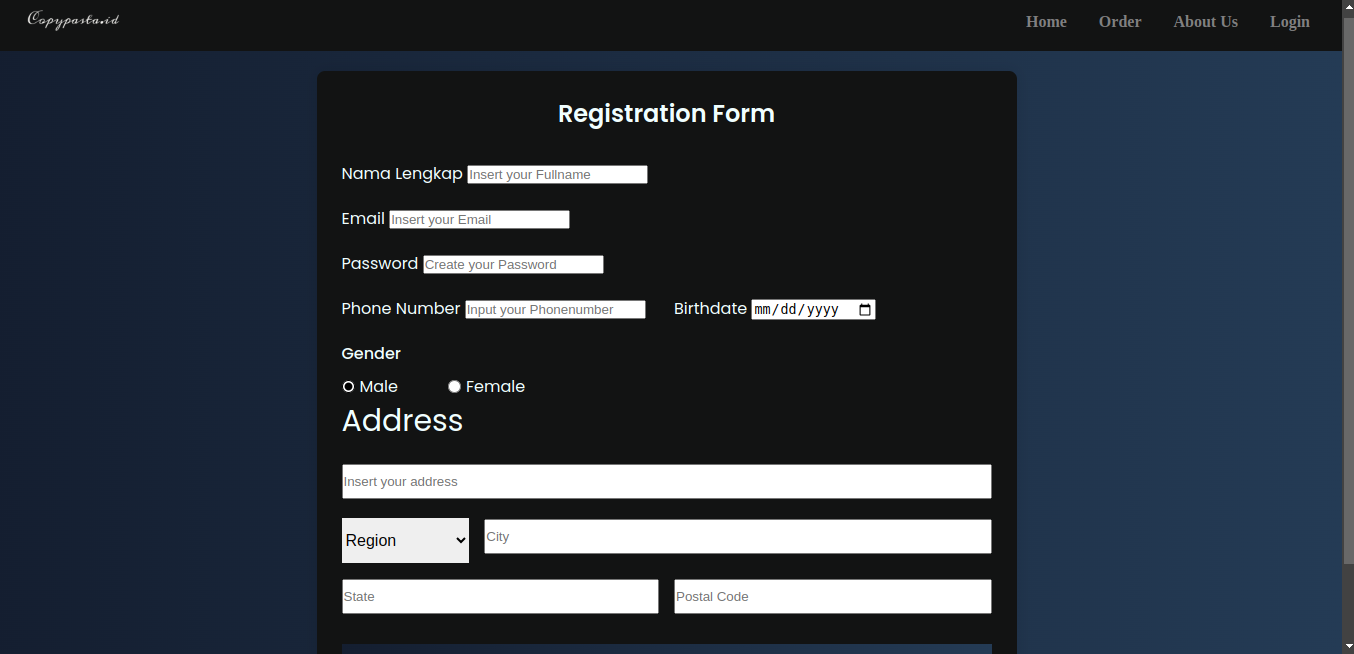 Copypasta.id Home Order About Us Login
Registration Form
Nama Lengkap Insert your Fullname
Email Insert your Email
Password Create your Password
Phone Number Input your Phonenumber Birthdate mm/dd/yyyy
Gender
Male Female
Address
Insert your address
Region City
State Postal Code